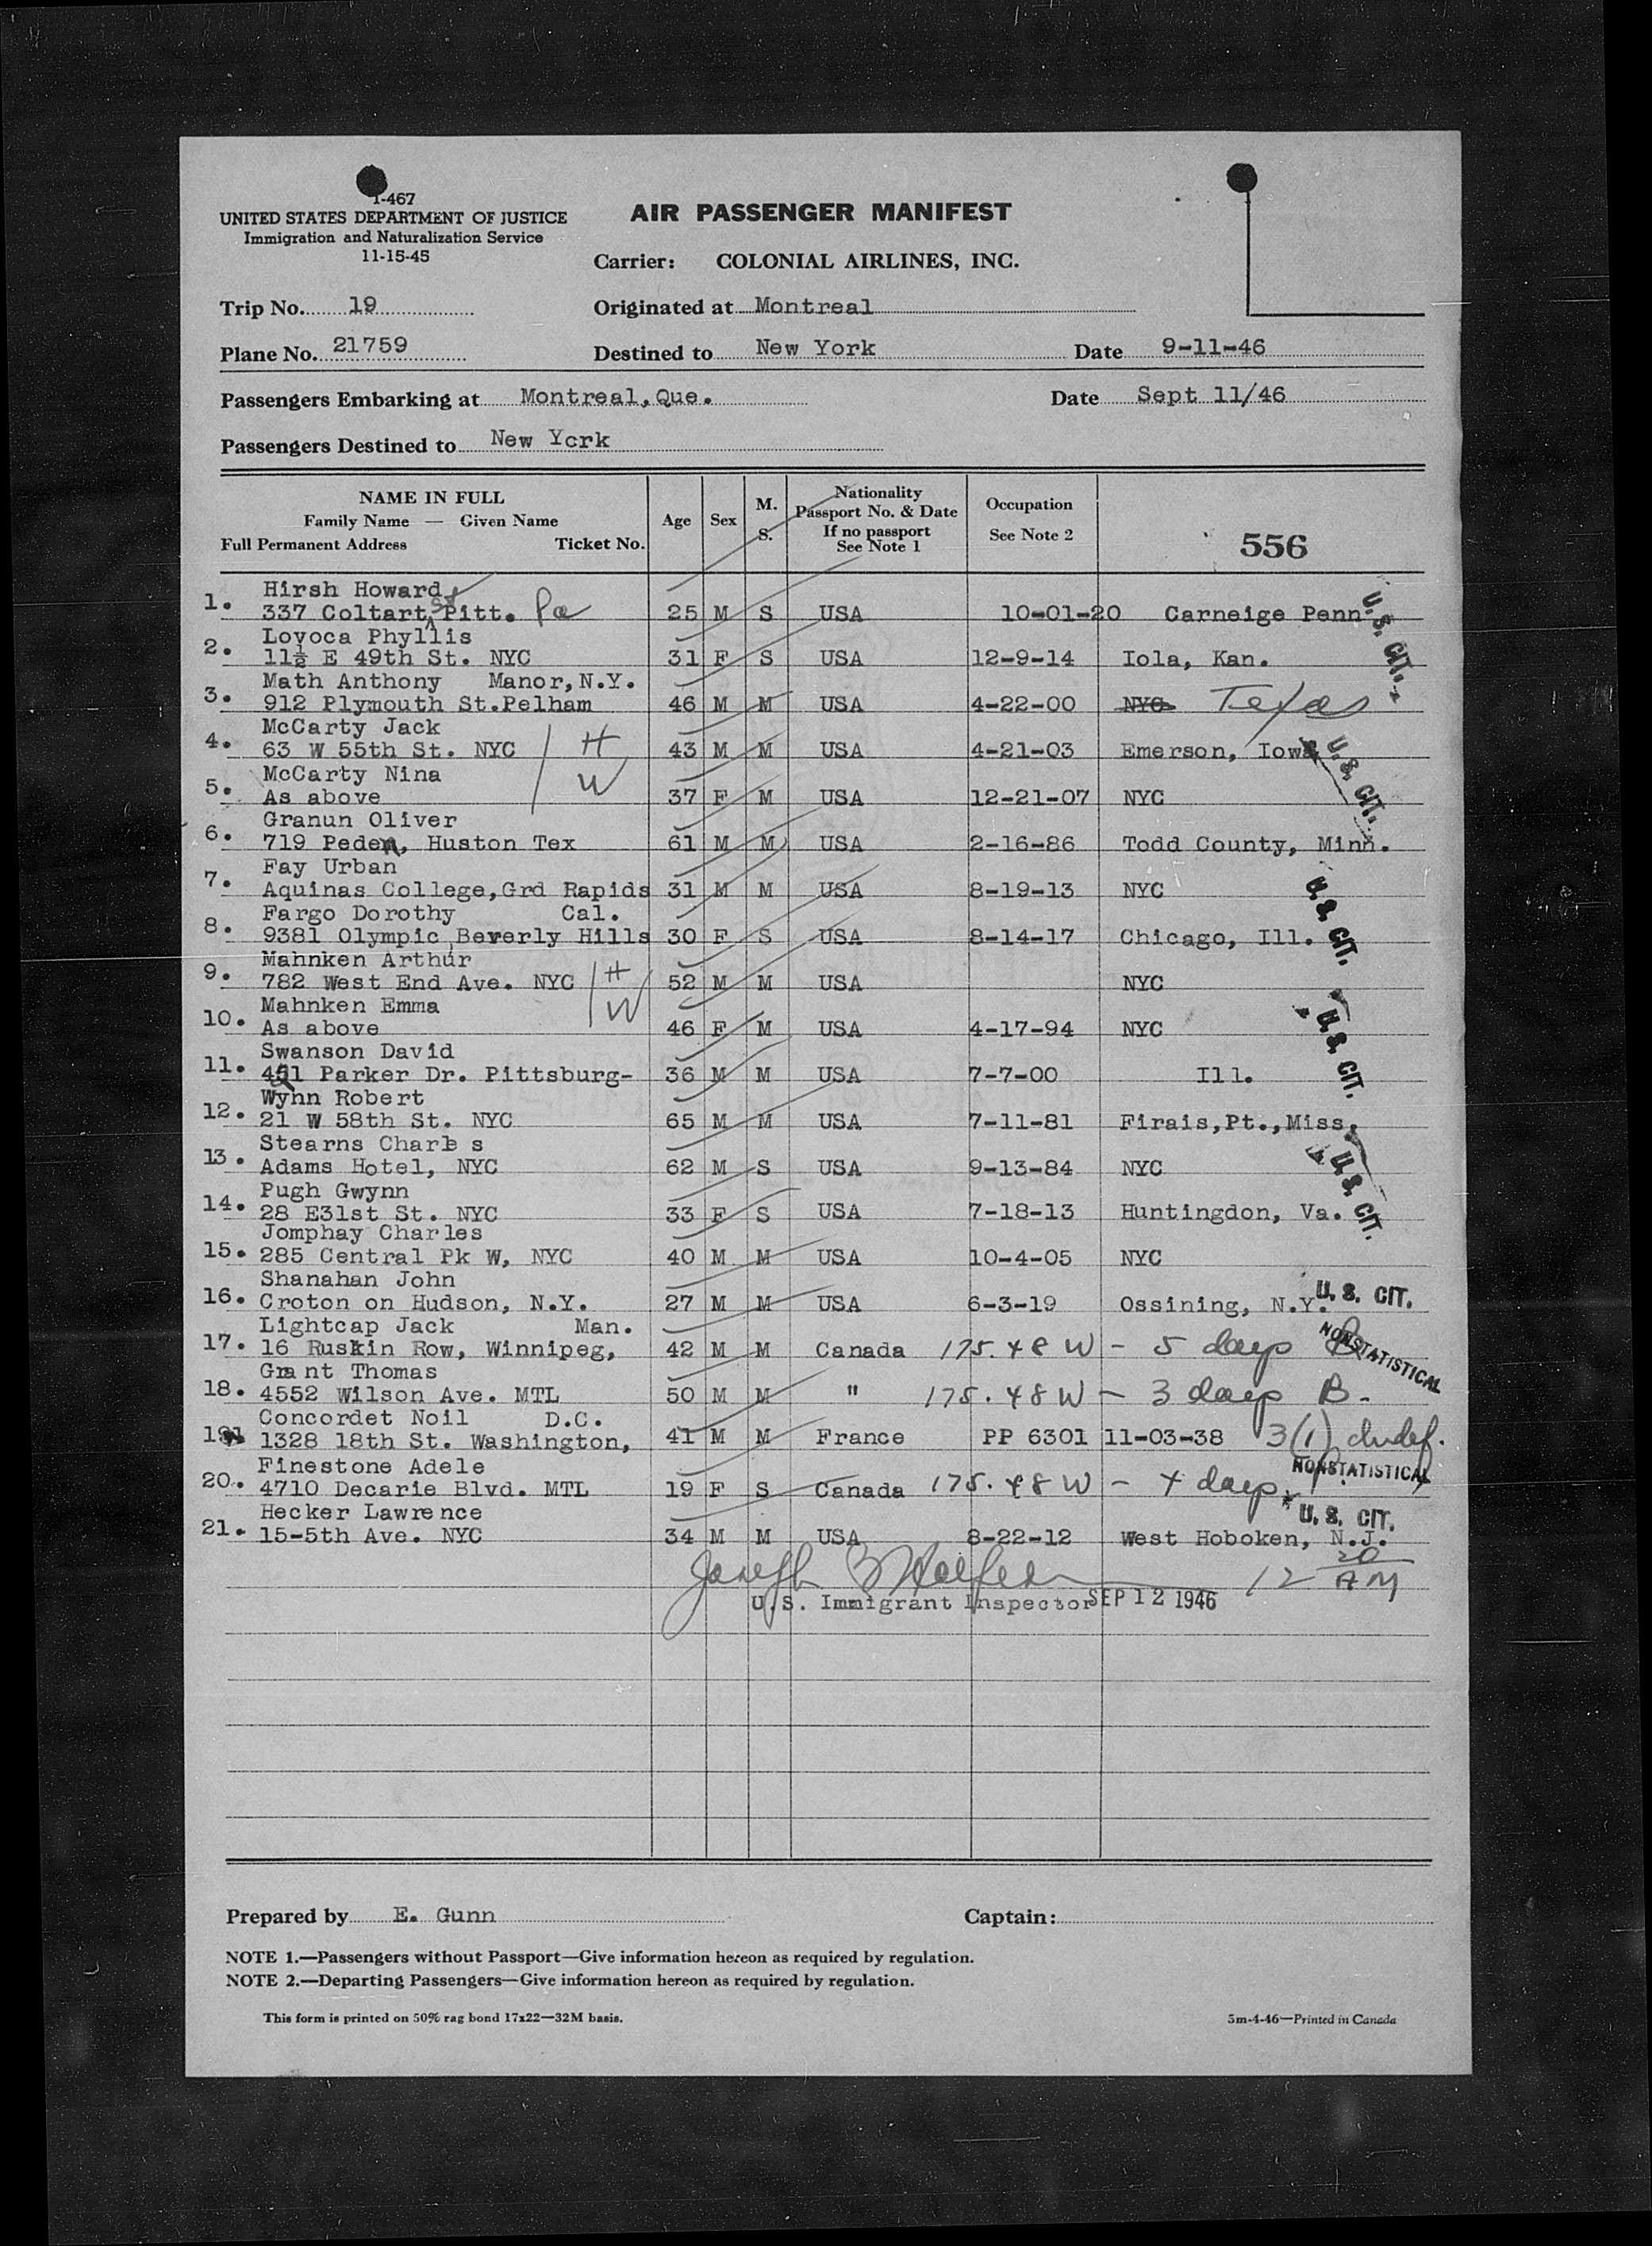 I-467
UNITED STATES DEPARTMENT OF JUSTICE
Immigration and Naturalization Service
11-15-45
AIR PASSENGER MANIFEST
Carrier: COLONIAL AIRLINES, INC.
Trip No. 19 Originated at Montreal
Plane No. 21759 Destined to New York Date 9-11-46
Passengers Embarking at Montreal, Que. Date Sept 11/46
Passengers Destined to New Ycrk
NAME IN FULL
Family Name — Given Name
Full Permanent Address Ticket No.
Age Sex M. S.
Nationality
Passport No. & Date
If no passport
See Note 1
Occupation
See Note 2
556
Hirsh Howard
1. 337 Coltart, St Pitt. Pa 25 M S USA 10-01-20 Carneige Penn U. S. CIT.
Lovoca Phyllis
2. 11½ E 49th St. NYC 31 F S USA 12-9-14 Iola, Kan.
Math Anthony Manor, N.Y.
3. 912 Plymouth St.Pelham 46 M M USA 4-22-00 NYC Texas
McCarty Jack
4. 63 W 55th St. NYC H 43 M M USA 4-21-03 Emerson, Iowa U. S. CIT.
McCarty Nina
5. As above W 37 F M USA 12-21-07 NYC
Granun Oliver
6. 719 Peden, Huston Tex 61 M M USA 2-16-86 Todd County, Minn.
Fay Urban
7. Aquinas College,Grd Rapids 31 M M USA 8-19-13 NYC U. S. CIT.
Fargo Dorothy Cal.
8. 9381 Olympic,Beverly Hills 30 F S USA 8-14-17 Chicago, Ill.
Mahnken Arthur
9. 782 West End Ave. NYC H 52 M M USA NYC
Mahnken Emma
10. As above W 46 F M USA 4-17-94 NYC U. S. CIT.
Swanson David
11. 451 Parker Dr. Pittsburg- 36 M M USA 7-7-00 Ill.
Wyhn Robert
12. 21 W 58th St. NYC 65 M M USA 7-11-81 Firais,Pt.,Miss,
Stearns Charles
13. Adams Hotel, NYC 62 M S USA 9-13-84 NYC U. S. CIT.
Pugh Gwynn
14. 28 E31st St. NYC 33 F S USA 7-18-13 Huntingdon, Va.
Jomphay Charles
15. 285 Central Pk W, NYC 40 M M USA 10-4-05 NYC
Shanahan John
16. Croton on Hudson, N.Y. 27 M M USA 6-3-19 Ossining, N.Y. U. S. CIT.
Lightcap Jack Man.
17. 16 Ruskin Row, Winnipeg, 42 M M Canada 175.48 W - 5 days B NONSTATISTICAL
Grant Thomas
18. 4552 Wilson Ave. MTL 50 M M " 175.48 W - 3 days B.
Concordet Noil D.C.
19. 1328 18th St. Washington, 41 M M France PP 6301 11-03-38 3(1) indef.
Finestone Adele
20. 4710 Decarie Blvd. MTL 19 F S Canada 175.48 W - 4 days NONSTATISTICAL
Hecker Lawrence
21. 15-5th Ave. NYC 34 M M USA 8-22-12 West Hoboken, N.J. U. S. CIT.
Joseph
12 20 AM
U.S. Immigrant Inspector SEP 12 1946
Prepared by E. Gunn Captain:
NOTE 1.—Passengers without Passport—Give information hereon as required by regulation.
NOTE 2.—Departing Passengers—Give information hereon as required by regulation.
This form is printed on 50% rag bond 17x22—32M basis. 5m-4-46—Printed in Canada